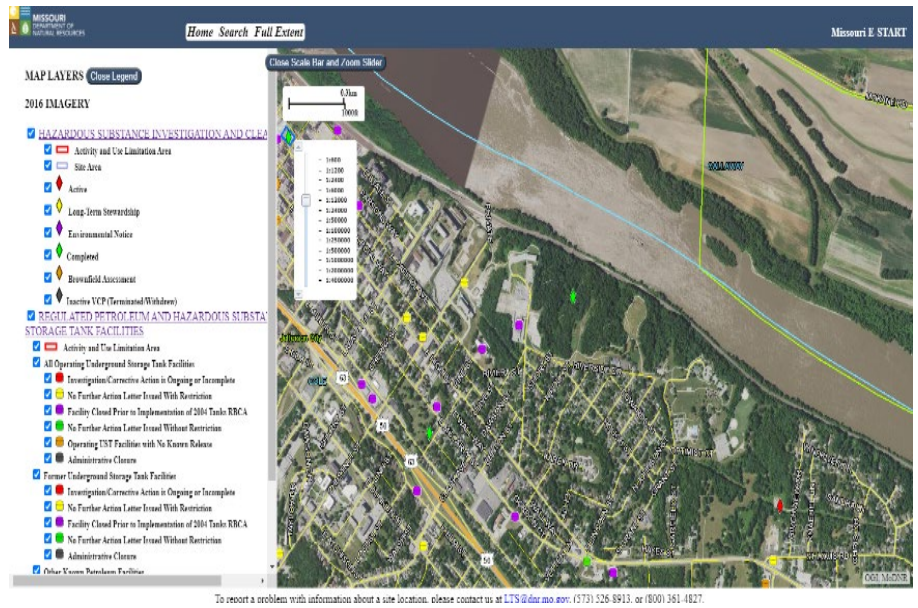 MISSOURI
DEPARTMENT OF
NATURAL RESOURCES
Home Search Full Extent
Missouri E START
MAP LAYERS Close Legend
2016 IMAGERY
HAZARDOUS SUBSTANCE INVESTIGATION AND CLEA
Activity and Use Limitation Area
Site Area
Active
Long-Term Stewardship
Environmental Notice
Completed
Brownfield Assessment
Inactive VCP (Terminated/Withdrew)
REGULATED PETROLEUM AND HAZARDOUS SUBSTA
STORAGE TANK FACILITIES
Activity and Use Limitation Area
All Operating Underground Storage Tank Facilities
Investigation/Corrective Action is Ongoing or Incomplete
No Further Action Letter Issued With Restriction
Facility Closed Prior to Implementation of 2004 Tanks RBCA
No Further Action Letter Issued Without Restriction
Operating UST Facilities with No Known Release
Administrative Closure
Former Underground Storage Tank Facilities
Investigation/Corrective Action is Ongoing or Incomplete
No Further Action Letter Issued With Restriction
Facility Closed Prior to Implementation of 2004 Tanks RBCA
No Further Action Letter Issued Without Restriction
Administrative Closure
Other Known Petroleum Facilities
Close Scale Bar and Zoom Slider
0.3km
1000ft
1:600
1:1200
1:2400
1:6000
1:12000
1:24000
1:50000
1:100000
1:250000
1:500000
1:1000000
1:2000000
1:4000000
CALLAWAY
Jefferson City
COLE
63
50
63
50
RIVERSIDE
OGI, MoDNR
To report a problem with information about a site location, please contact us at LTS@dnr.mo.gov, (573) 526-8913, or (800) 361-4827.